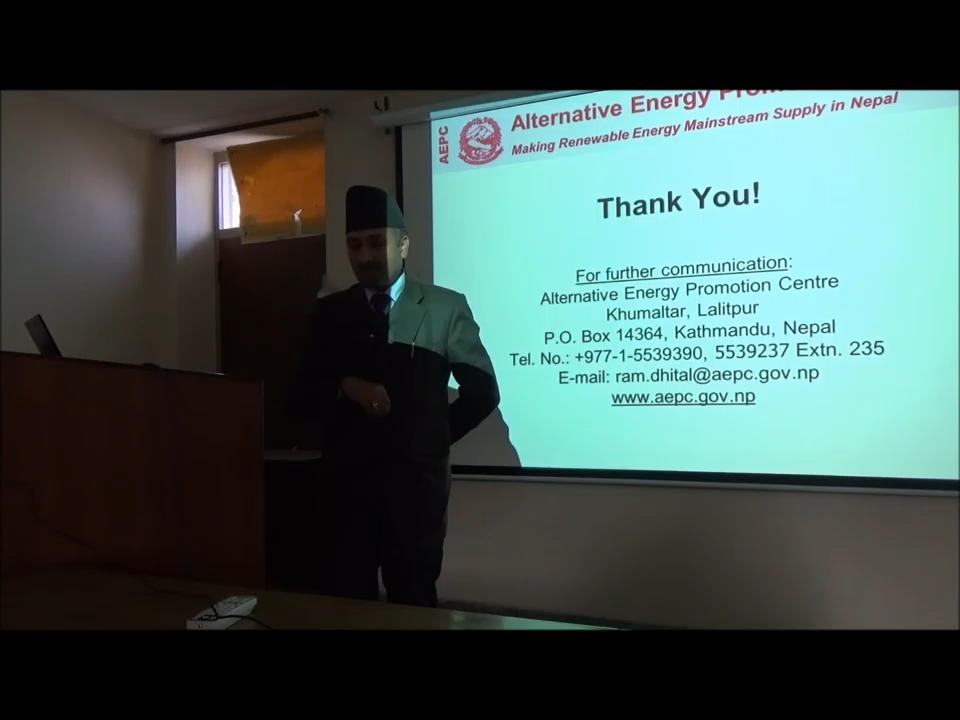 AEPC
Alternative Energy
Making Renewable Energy Mainstream Supply in Nepal
Thank You!
For further communication:
Alternative Energy Promotion Centre
Khumaltar, Lalitpur
P.O. Box 14364, Kathmandu, Nepal
Tel. No.: +977-1-5539390, 5539237 Extn. 235
E-mail: ram.dhital@aepc.gov.np
www.aepc.gov.np